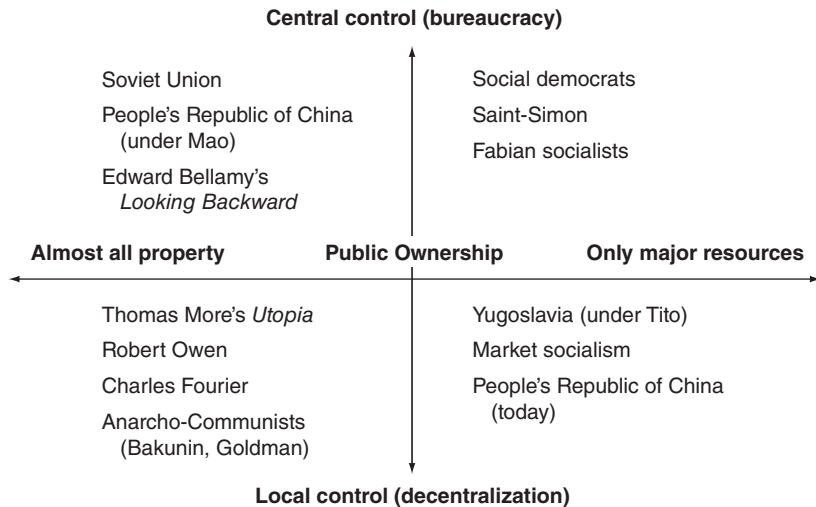 Central control (bureaucracy)
Soviet Union
People's Republic of China
(under Mao)
Edward Bellamy's
Looking Backward
Social democrats
Saint-Simon
Fabian socialists
Almost all property
Public Ownership
Only major resources
Thomas More's Utopia
Robert Owen
Charles Fourier
Anarcho-Communists
(Bakunin, Goldman)
Yugoslavia (under Tito)
Market socialism
People's Republic of China
(today)
Local control (decentralization)